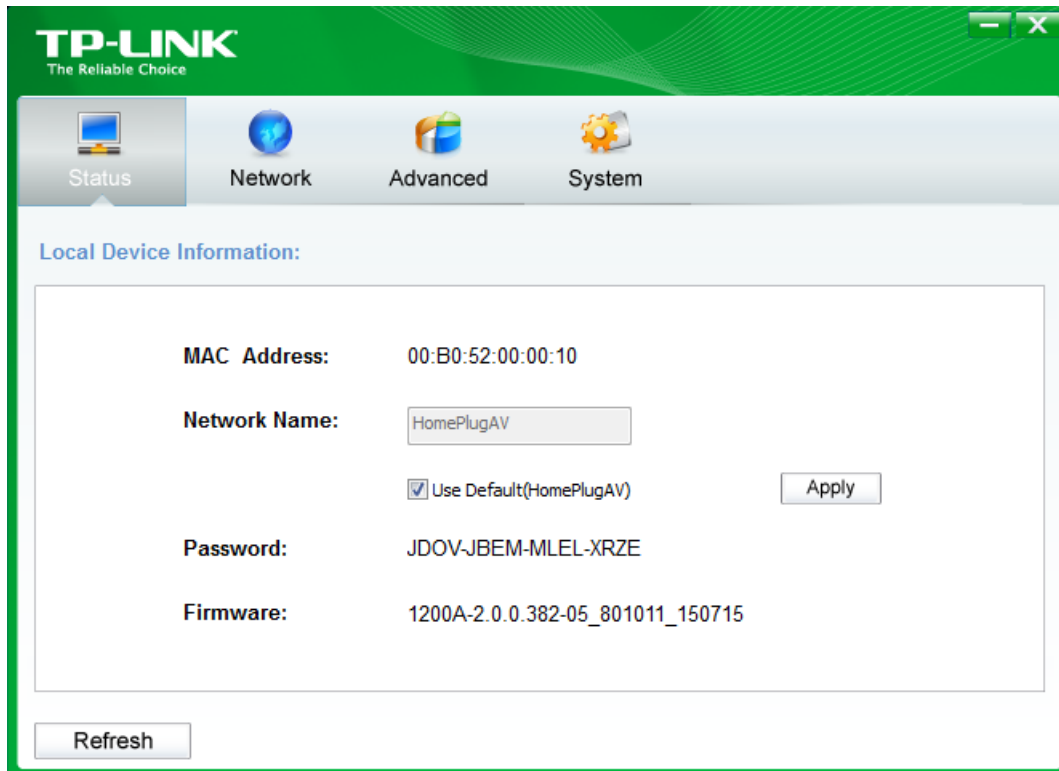 TP-LINK
The Reliable Choice
Status Network Advanced System
Local Device Information:
MAC Address: 00:B0:52:00:00:10
Network Name: HomePlugAV
Use Default(HomePlugAV) Apply
Password: JDOV-JBEM-MLEL-XRZE
Firmware: 1200A-2.0.0.382-05_801011_150715
Refresh